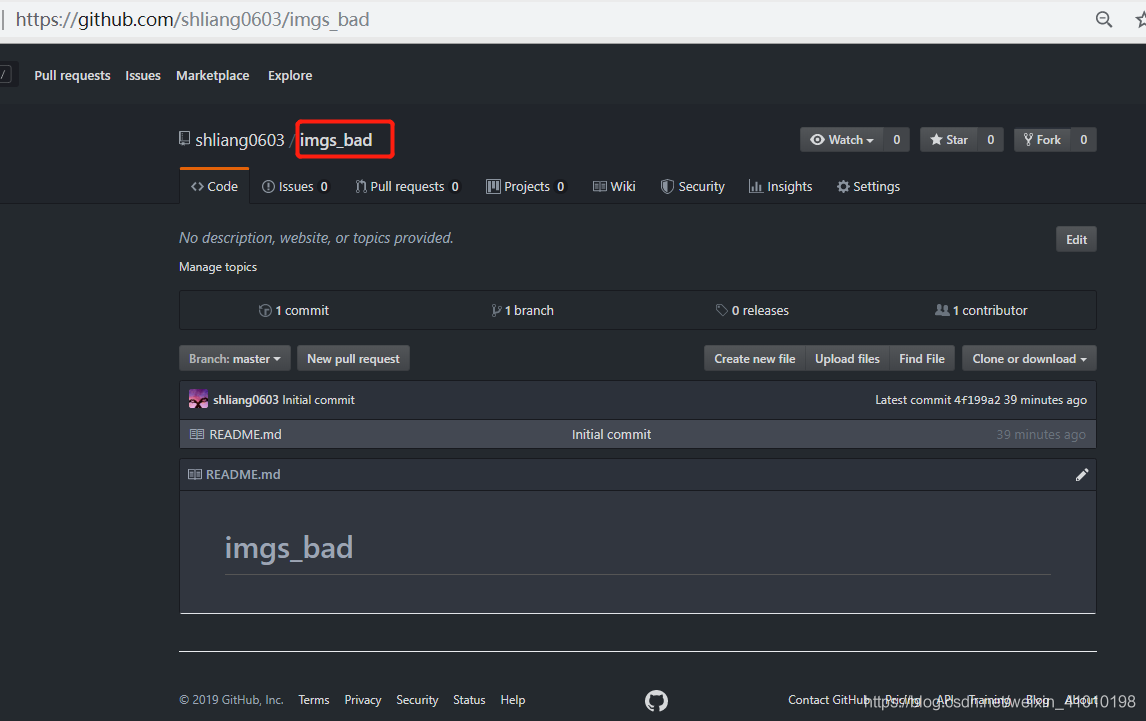 https://github.com/shliang0603/imgs_bad
/ Pull requests Issues Marketplace Explore
shliang0603 / imgs_bad Watch 0 Star 0 Fork 0
Code Issues 0 Pull requests 0 Projects 0 Wiki Security Insights Settings
No description, website, or topics provided. Edit
Manage topics
1 commit 1 branch 0 releases 1 contributor
Branch: master New pull request Create new file Upload files Find File Clone or download
shliang0603 Initial commit Latest commit 4f199a2 39 minutes ago
README.md Initial commit 39 minutes ago
README.md
imgs_bad
© 2019 GitHub, Inc. Terms Privacy Security Status Help Contact GitHub Pricing API Training Blog About
https://blog.csdn.net/weixin_41010198